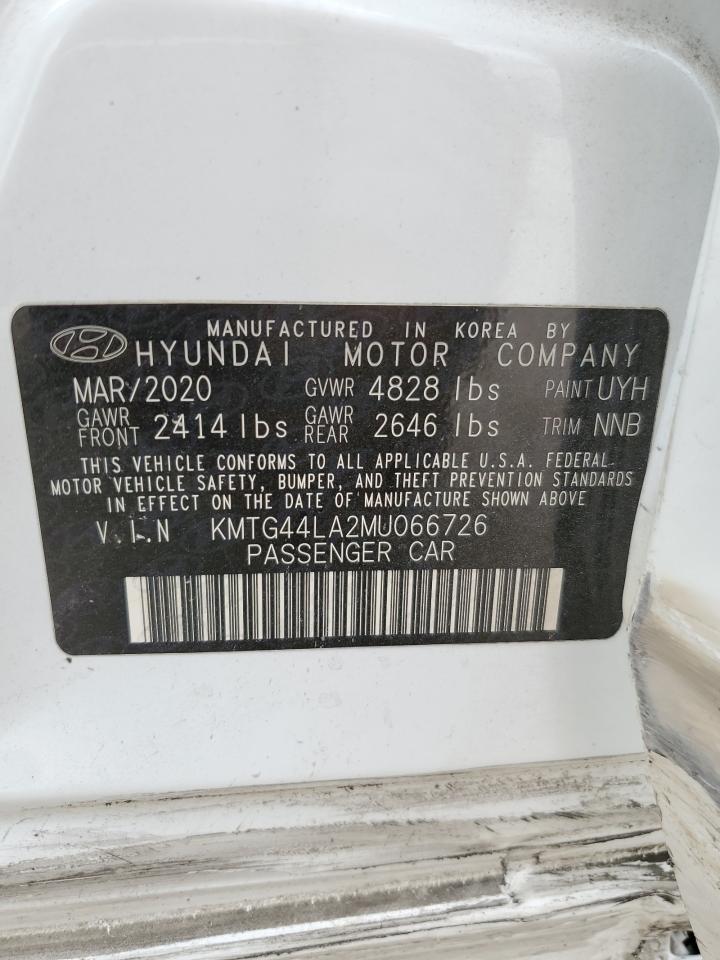 MANUFACTURED IN KOREA BY
HYUNDAI MOTOR COMPANY
MAR/2020 GVWR 4828 lbs PAINT UYH
GAWR FRONT 2414 lbs GAWR REAR 2646 lbs TRIM NNB
THIS VEHICLE CONFORMS TO ALL APPLICABLE U.S.A. FEDERAL
MOTOR VEHICLE SAFETY, BUMPER, AND THEFT PREVENTION STANDARDS
IN EFFECT ON THE DATE OF MANUFACTURE SHOWN ABOVE
V.I.N KMTG44LA2MU066726
PASSENGER CAR